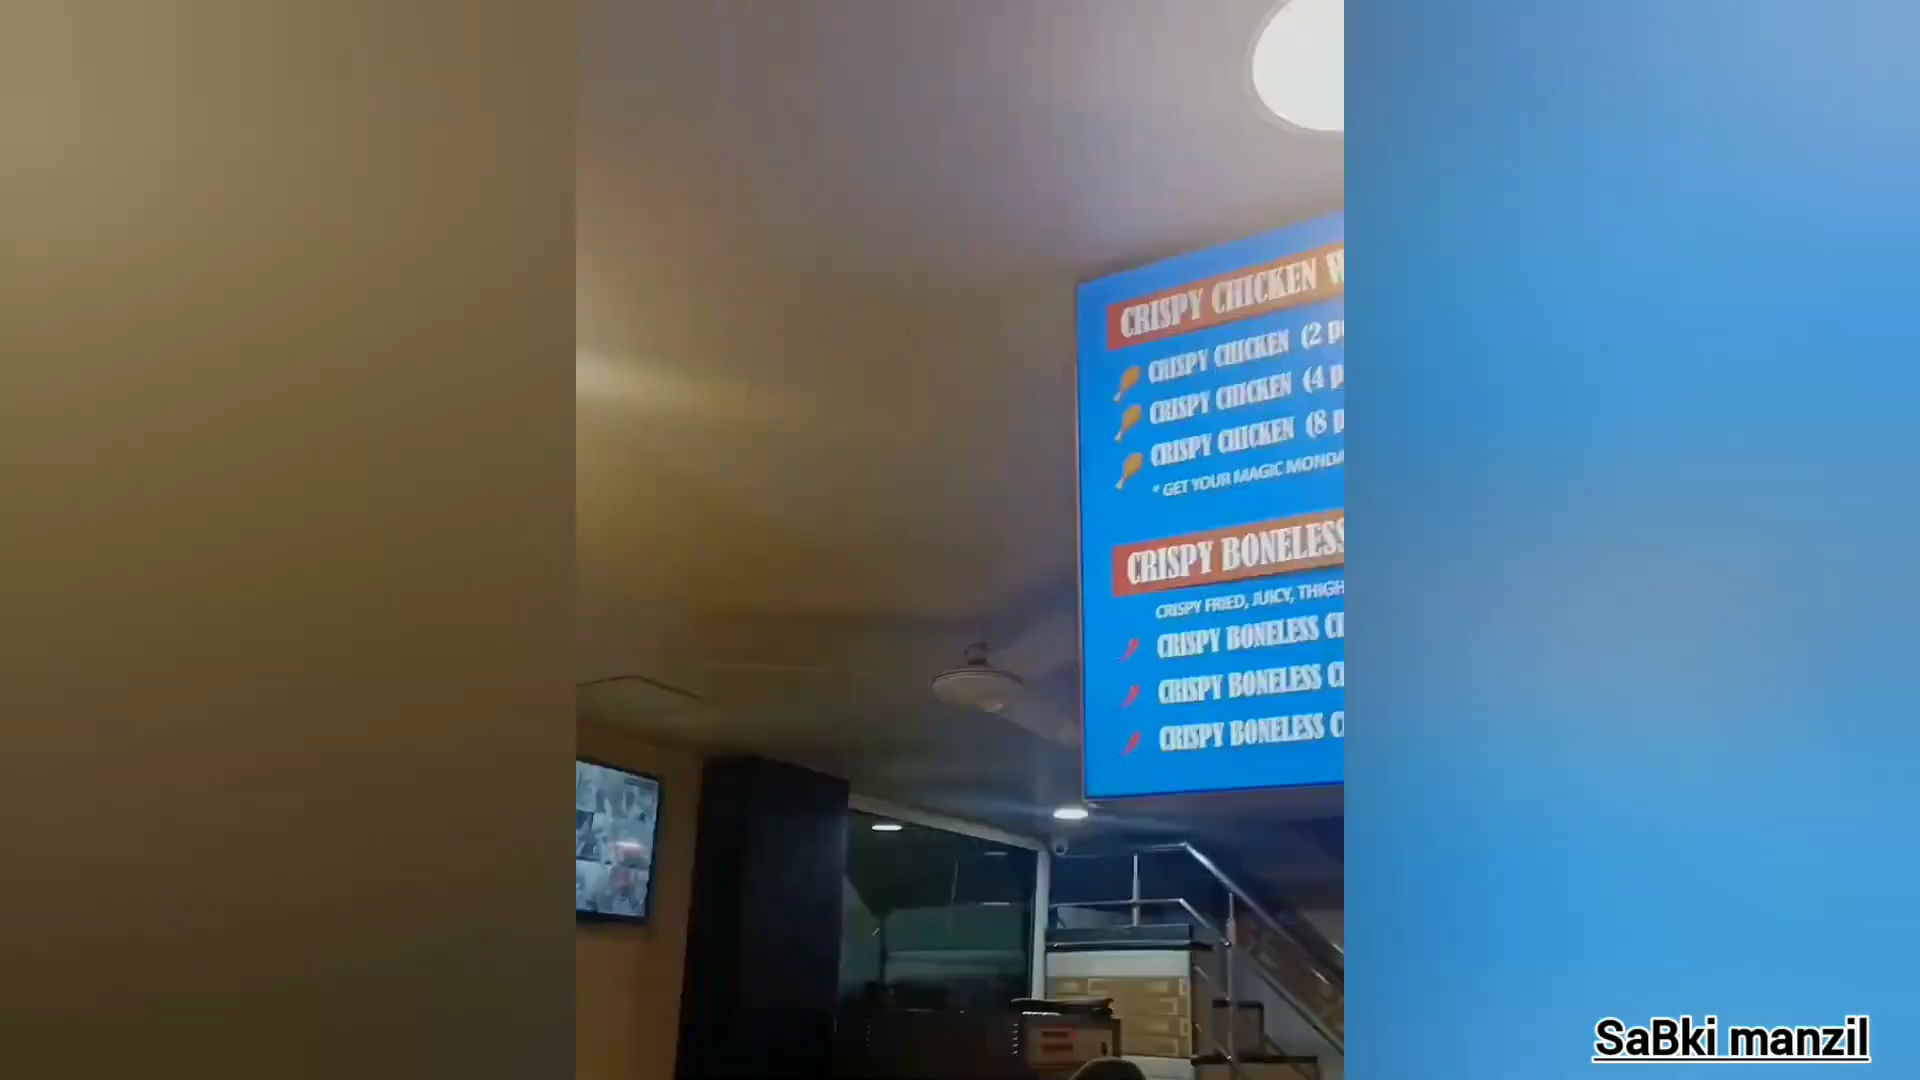 CRISPY CHICKEN
CRISPY CHICKEN (2
CRISPY CHICKEN (4
CRISPY CHICKEN (8
* GET YOUR MAGIC
CRISPY BONELESS
CRISPY FRIED, JUICY,
CRISPY BONELESS
CRISPY BONELESS
CRISPY BONELESS
SaBki manzil